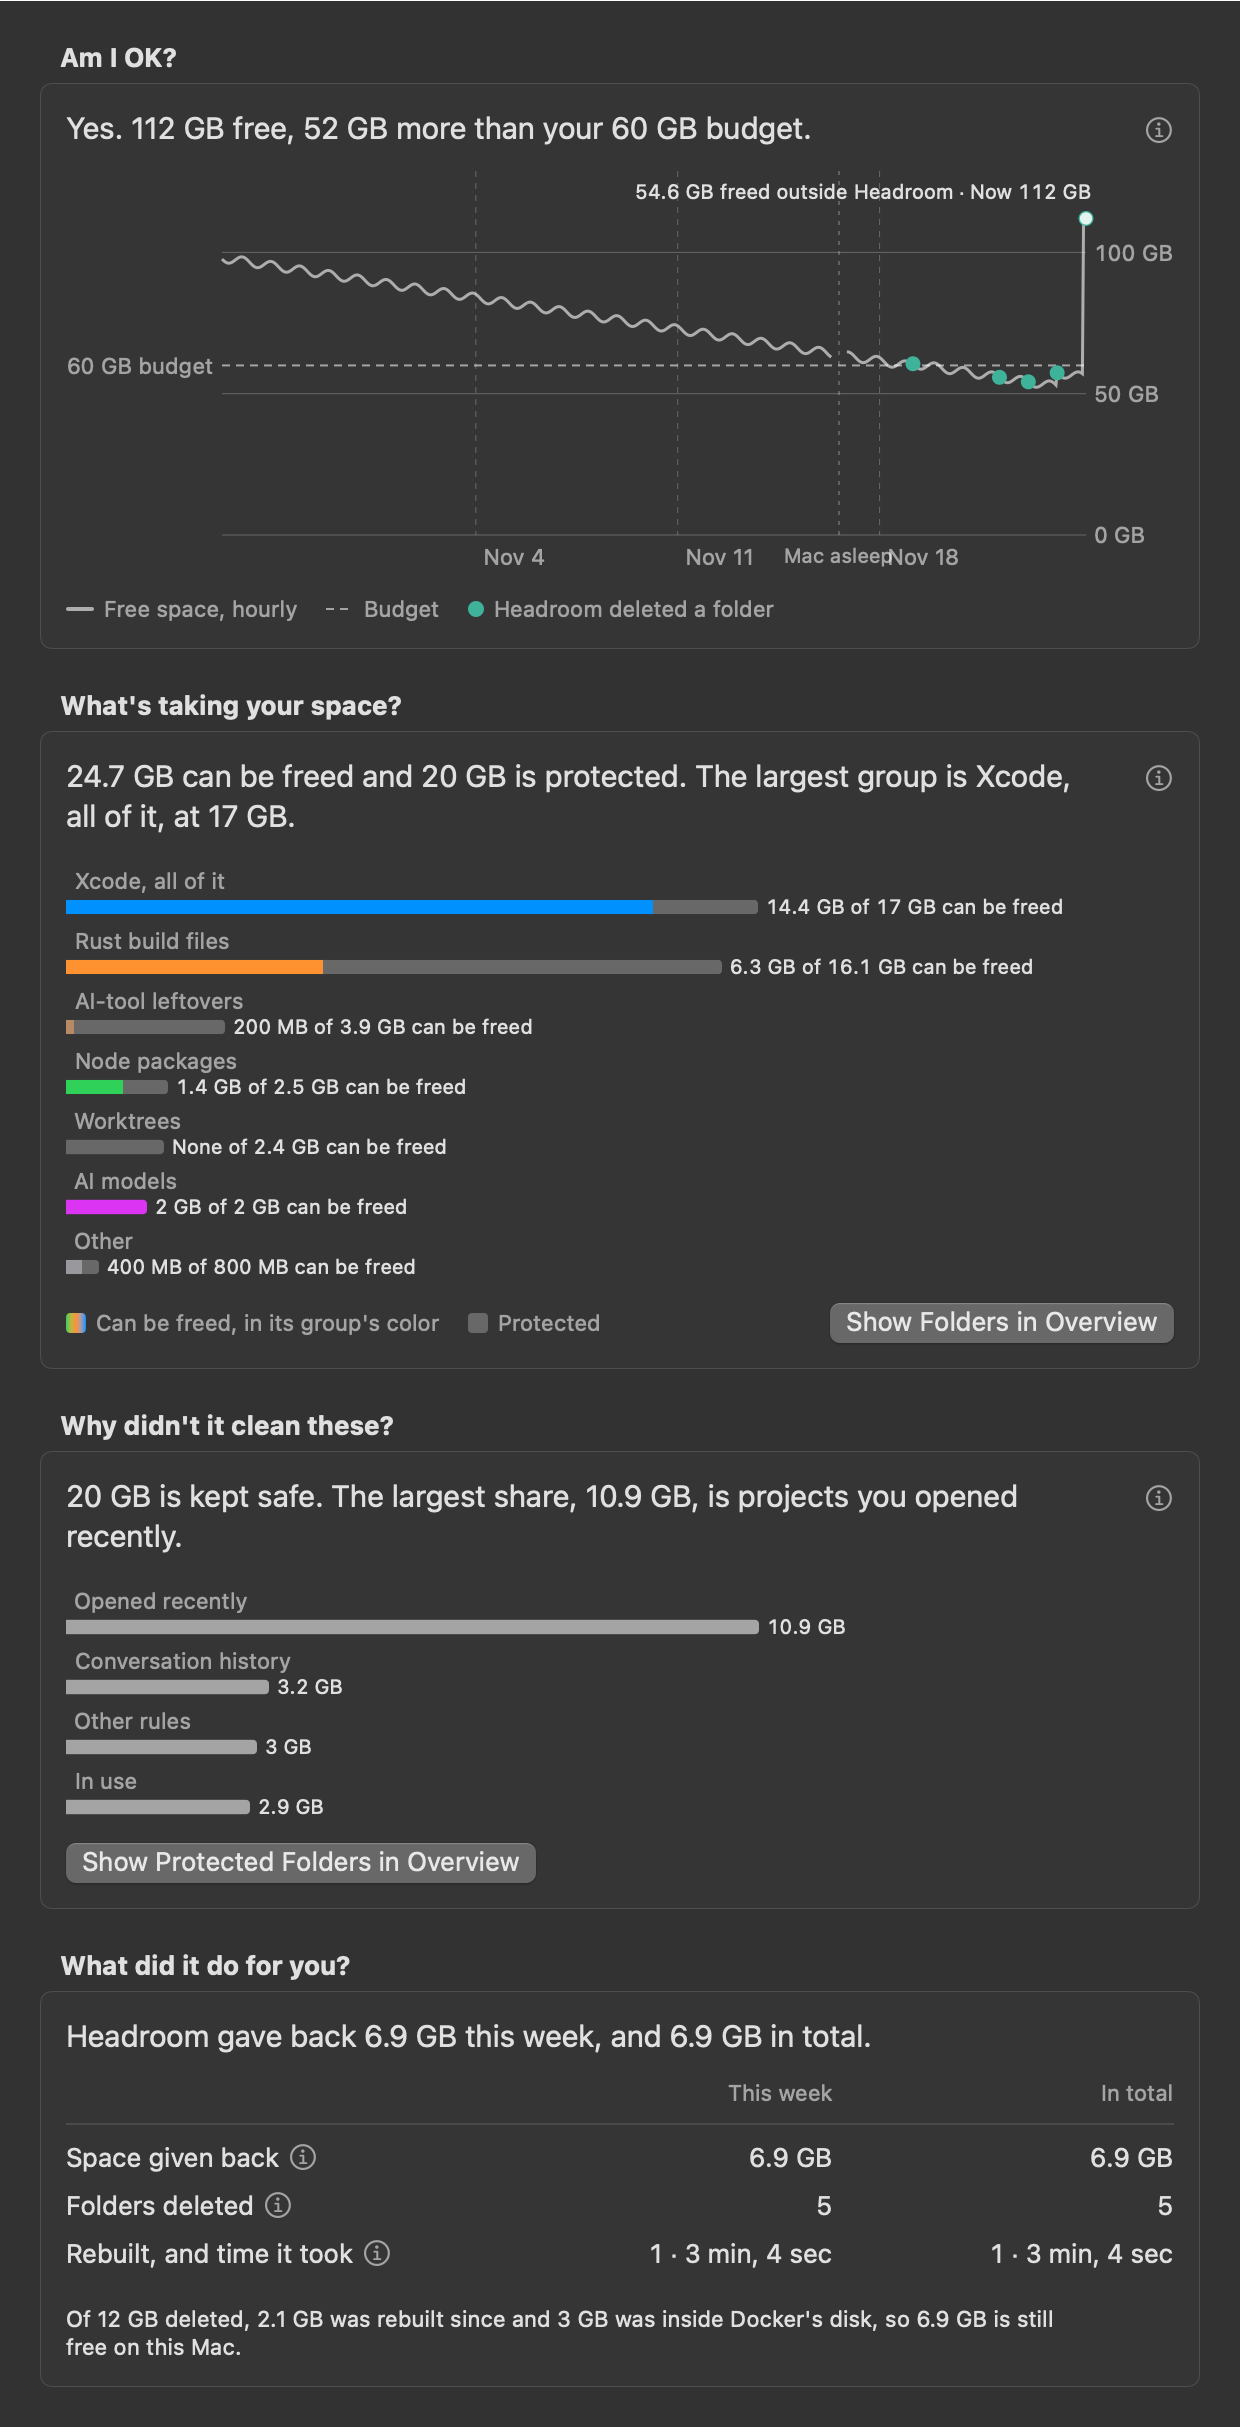 Am I OK?
Yes. 112 GB free, 52 GB more than your 60 GB budget.
54.6 GB freed outside Headroom · Now 112 GB
100 GB
60 GB budget
50 GB
0 GB
Nov 4
Nov 11
Mac asleep
Nov 18
Free space, hourly
Budget
Headroom deleted a folder
What's taking your space?
24.7 GB can be freed and 20 GB is protected. The largest group is Xcode,
all of it, at 17 GB.
Xcode, all of it
14.4 GB of 17 GB can be freed
Rust build files
6.3 GB of 16.1 GB can be freed
AI-tool leftovers
200 MB of 3.9 GB can be freed
Node packages
1.4 GB of 2.5 GB can be freed
Worktrees
None of 2.4 GB can be freed
AI models
2 GB of 2 GB can be freed
Other
400 MB of 800 MB can be freed
Can be freed, in its group's color
Protected
Show Folders in Overview
Why didn't it clean these?
20 GB is kept safe. The largest share, 10.9 GB, is projects you opened
recently.
Opened recently
10.9 GB
Conversation history
3.2 GB
Other rules
3 GB
In use
2.9 GB
Show Protected Folders in Overview
What did it do for you?
Headroom gave back 6.9 GB this week, and 6.9 GB in total.
This week In total
Space given back 6.9 GB 6.9 GB
Folders deleted 5 5
Rebuilt, and time it took 1 · 3 min, 4 sec 1 · 3 min, 4 sec
Of 12 GB deleted, 2.1 GB was rebuilt since and 3 GB was inside Docker's disk, so 6.9 GB is still
free on this Mac.